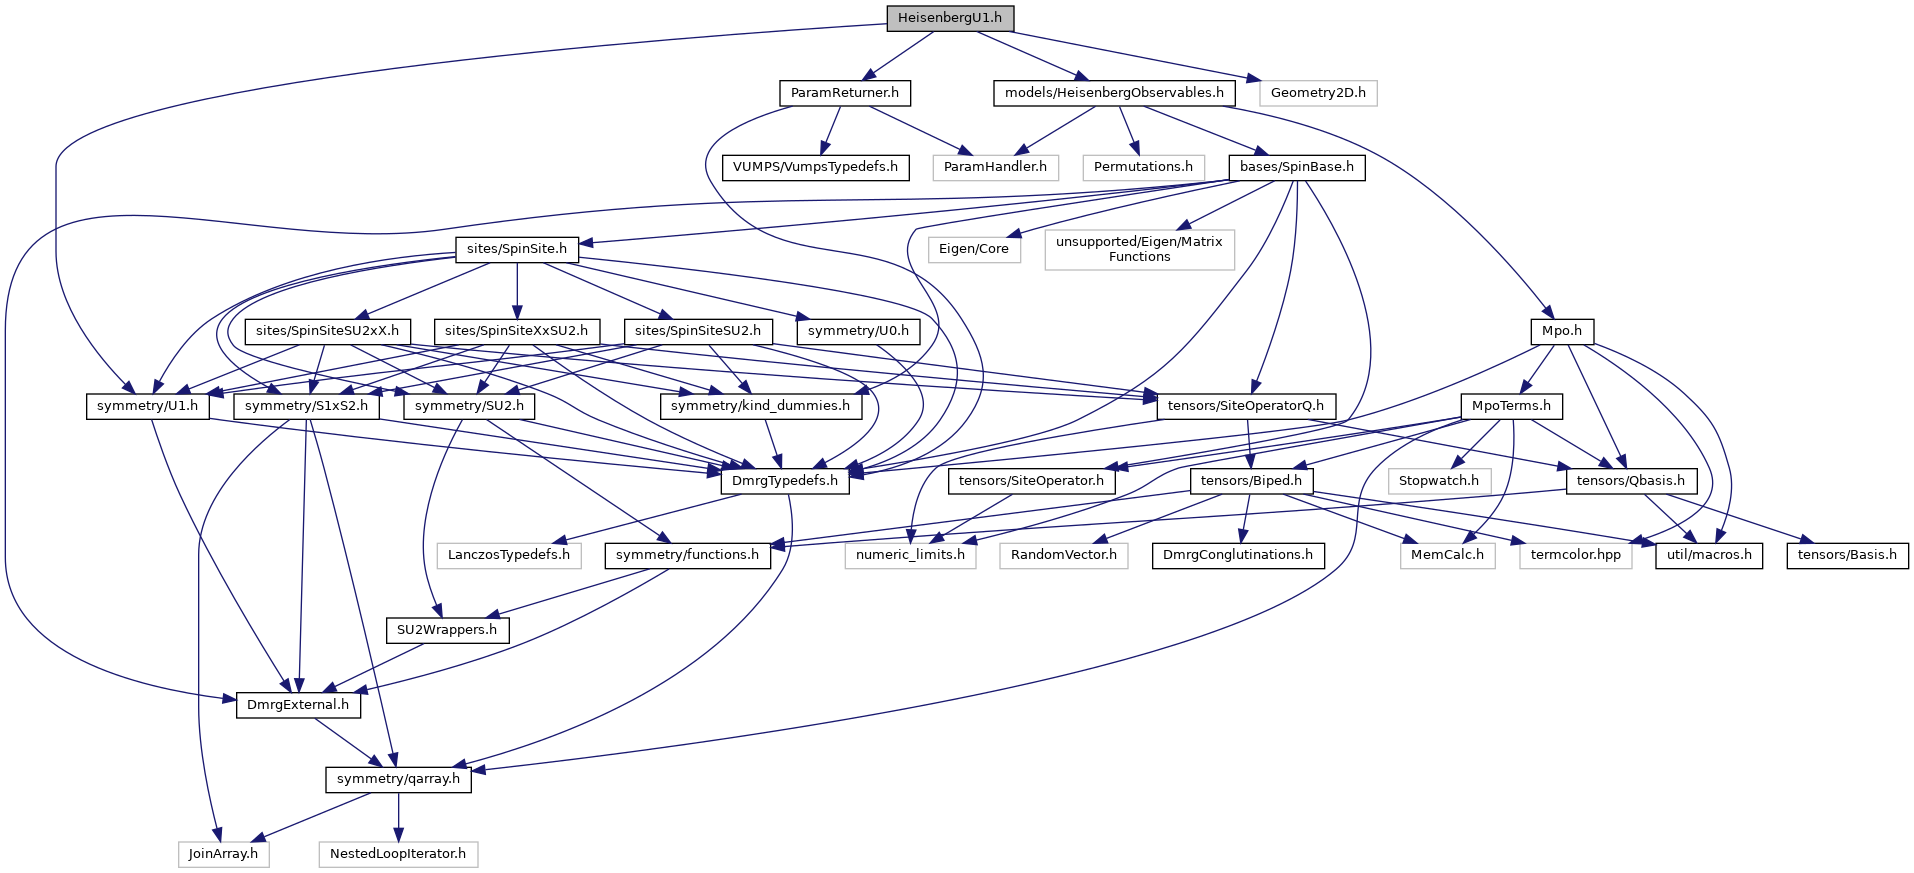 HeisenbergU1.h
ParamReturner.h
models/HeisenbergObservables.h
Geometry2D.h
VUMPS/VumpsTypedefs.h
ParamHandler.h
Permutations.h
bases/SpinBase.h
sites/SpinSite.h
Eigen/Core
unsupported/Eigen/Matrix
Functions
sites/SpinSiteSU2xX.h
sites/SpinSiteXxSU2.h
sites/SpinSiteSU2.h
symmetry/U0.h
Mpo.h
symmetry/U1.h
symmetry/S1xS2.h
symmetry/SU2.h
symmetry/kind_dummies.h
tensors/SiteOperatorQ.h
MpoTerms.h
DmrgTypedefs.h
tensors/SiteOperator.h
tensors/Biped.h
Stopwatch.h
tensors/Qbasis.h
LanczosTypedefs.h
symmetry/functions.h
numeric_limits.h
RandomVector.h
DmrgConglutinations.h
MemCalc.h
termcolor.hpp
util/macros.h
tensors/Basis.h
SU2Wrappers.h
DmrgExternal.h
symmetry/qarray.h
JoinArray.h
NestedLoopIterator.h